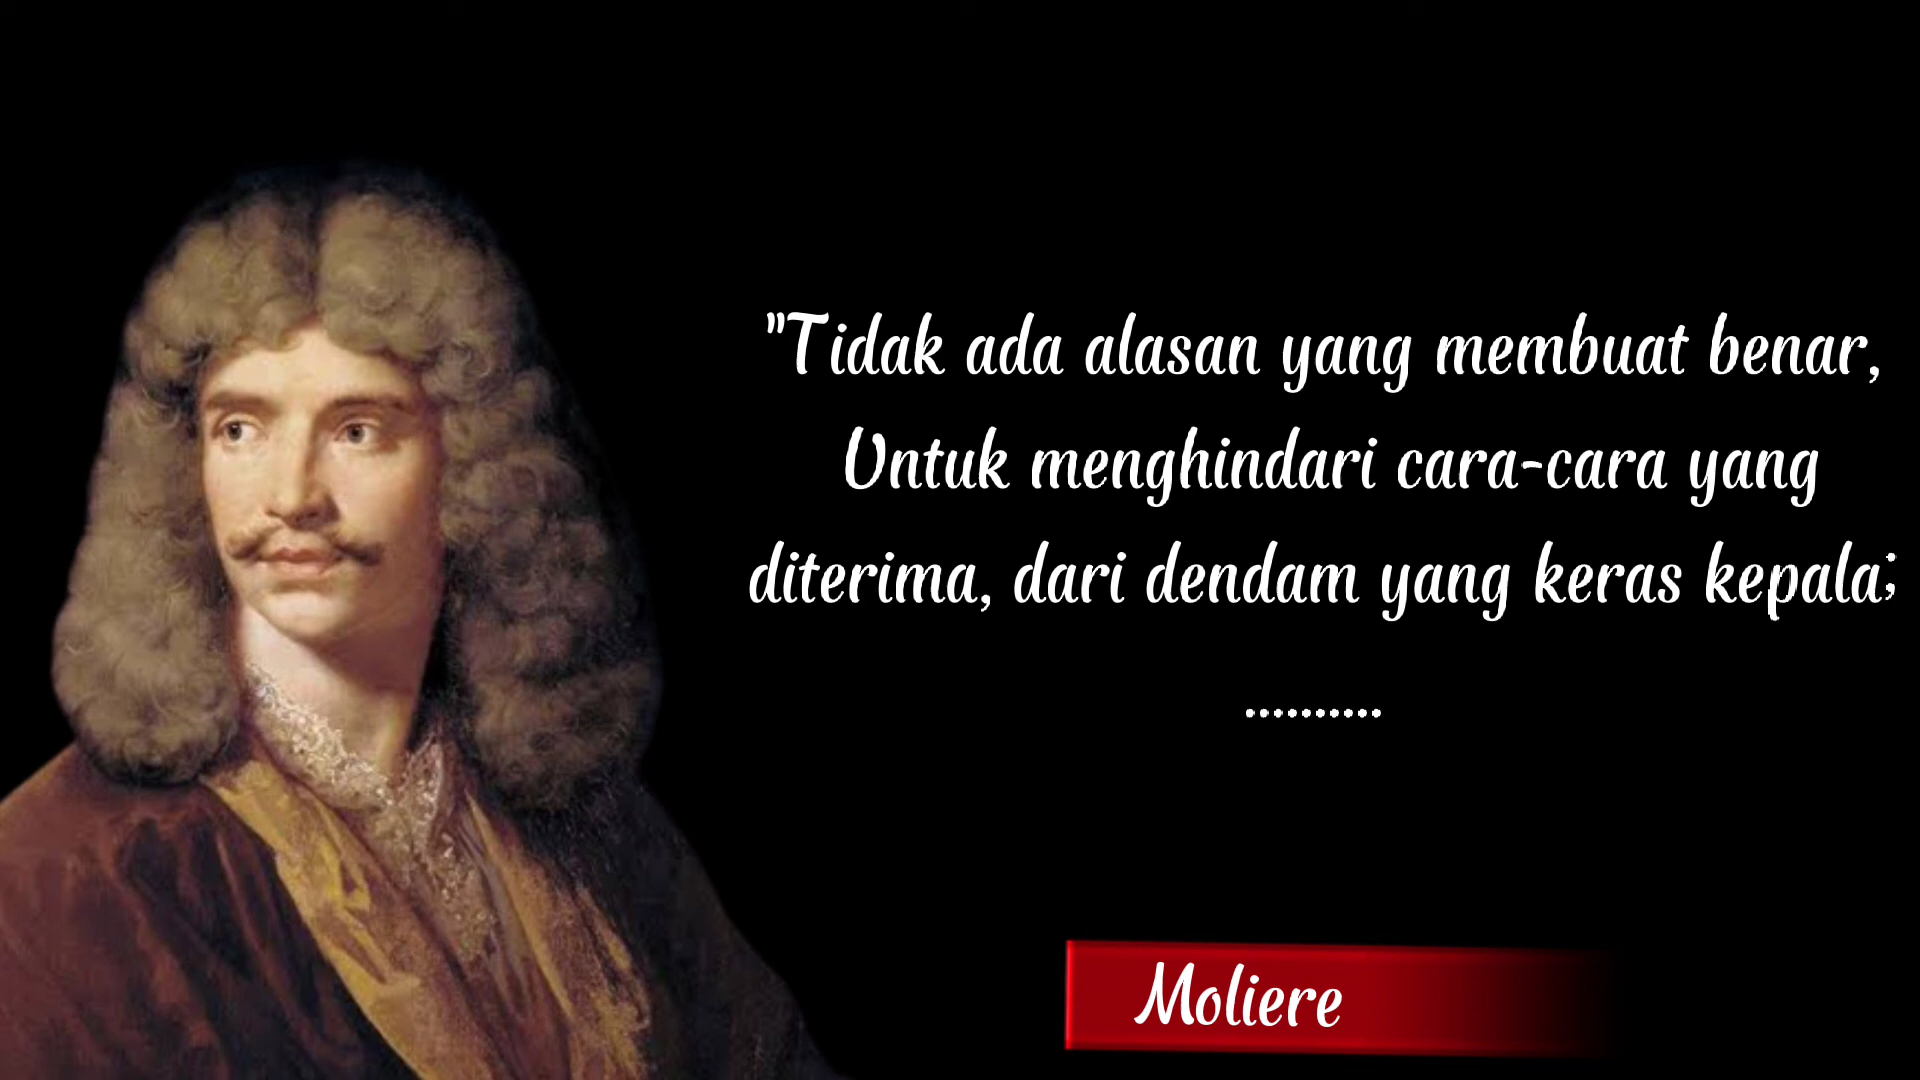 "Tidak ada alasan yang membuat benar,
Untuk menghindari cara-cara yang
diterima, dari dendam yang keras kepala;
..........
Moliere